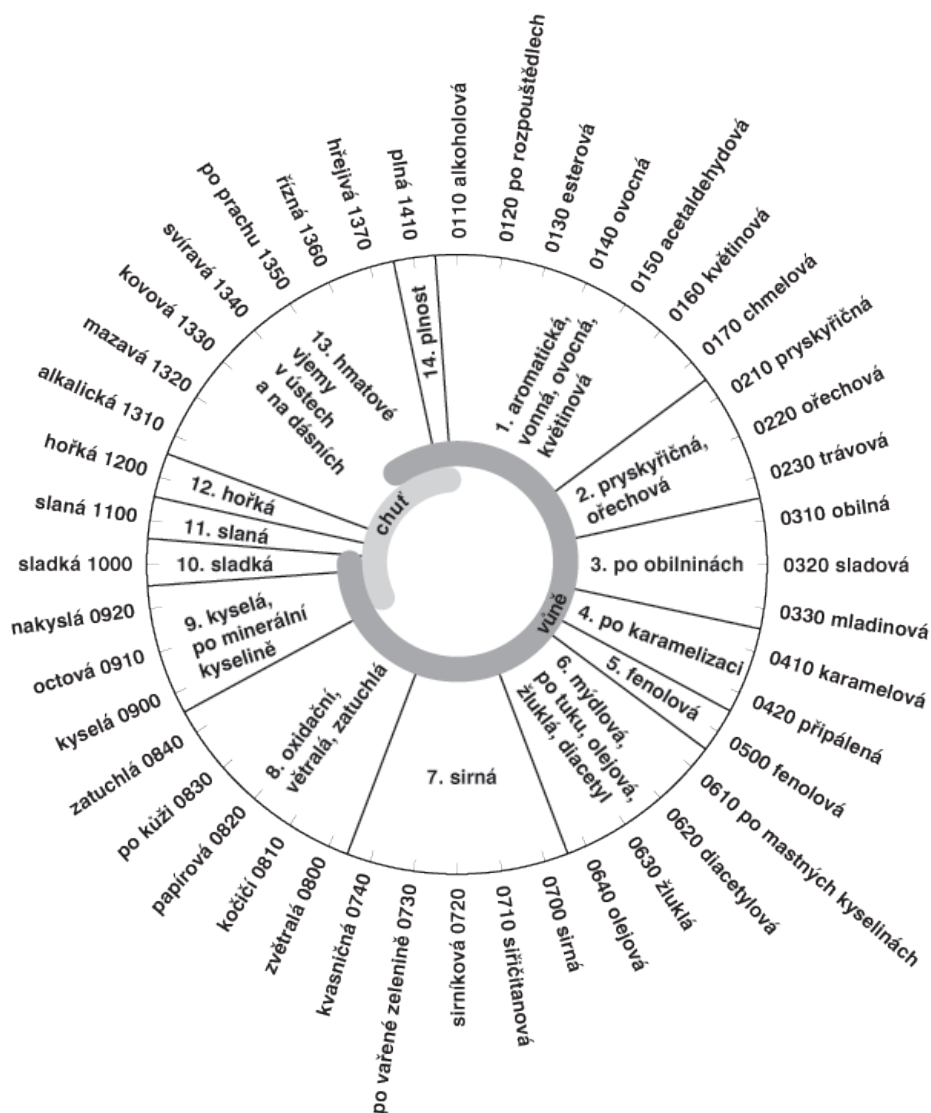 0110 alkoholová
0120 po rozpouštědlech
0130 esterová
0140 ovocná
0150 acetaldehydová
0160 květinová
0170 chmelová
0210 pryskyřičná
0220 ořechová
0230 trávová
0310 obilná
0320 sladová
0330 mladinová
0410 karamelová
0420 připálená
0500 fenolová
0610 po mastných kyselinách
0620 diacetylová
0630 žluklá
0640 olejová
0700 sirná
0710 siřičitanová
sirníková 0720
po vařené zelenině 0730
kvasničná 0740
zvětralá 0800
kočičí 0810
papírová 0820
po kůži 0830
zatuchlá 0840
kyselá 0900
octová 0910
nakyslá 0920
sladká 1000
slaná 1100
hořká 1200
alkalická 1310
mazavá 1320
kovová 1330
svíravá 1340
po prachu 1350
řízná 1360
hřejivá 1370
plná 1410
1. aromatická,
vonná, ovocná,
květinová
2. pryskyřičná,
ořechová
3. po obilninách
4. po karamelizaci
5. fenolová
6. mýdlová,
po tuku, olejová,
žluklá, diacetyl
7. sirná
8. oxidační,
větralá, zatuchlá
9. kyselá,
po minerální
kyselině
10. sladká
11. slaná
12. hořká
13. hmatové
vjemy
v ústech
a na dásních
14. plnost
chuť
vůně